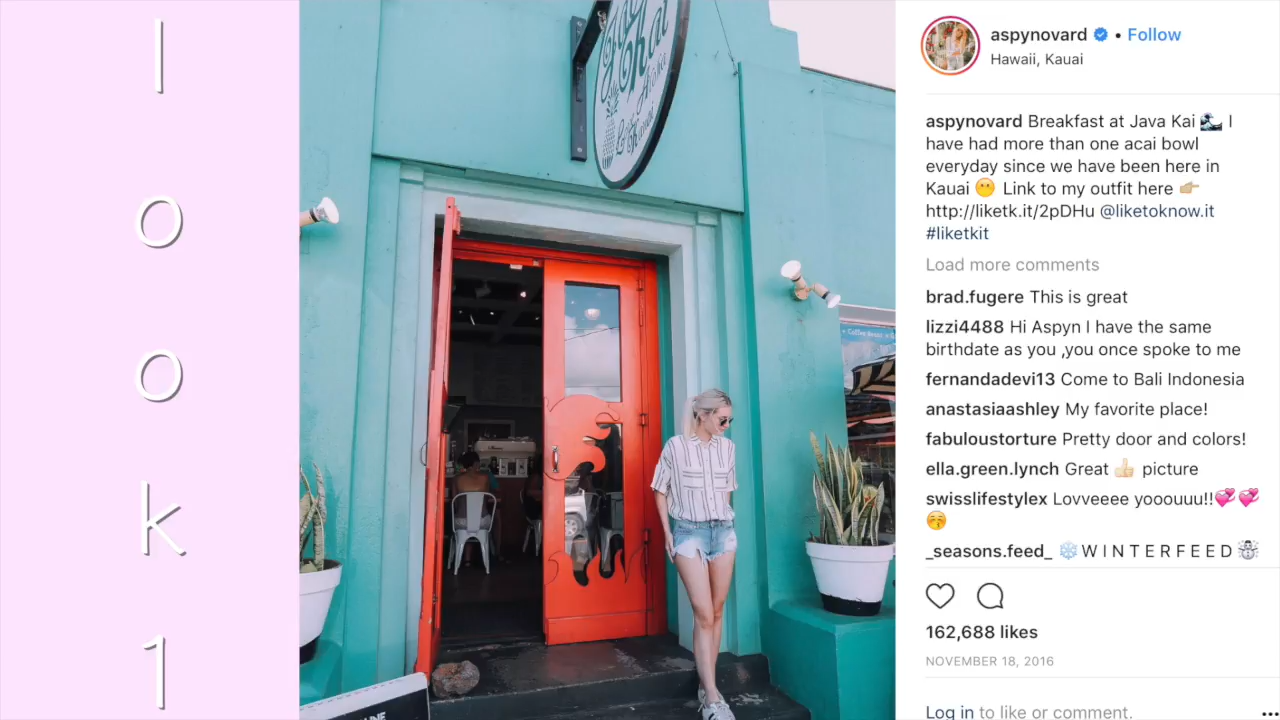 l
o
o
k
1
aspynovard • Follow
Hawaii, Kauai
aspynovard Breakfast at Java Kai 🌊 I
have had more than one acai bowl
everyday since we have been here in
Kauai 😶 Link to my outfit here 👉🏼
http://liketk.it/2pDHu @liketoknow.it
#liketkit
Load more comments
brad.fugere This is great
lizzi4488 Hi Aspyn I have the same
birthdate as you ,you once spoke to me
fernandadevi13 Come to Bali Indonesia
anastasiaashley My favorite place!
fabuloustorture Pretty door and colors!
ella.green.lynch Great 👍🏻 picture
swisslifestylex Lovveeee yooouuu!!💞💞
😚
_seasons.feed_ ❄️ W I N T E R F E E D ☃️
162,688 likes
NOVEMBER 18, 2016
Log in to like or comment.